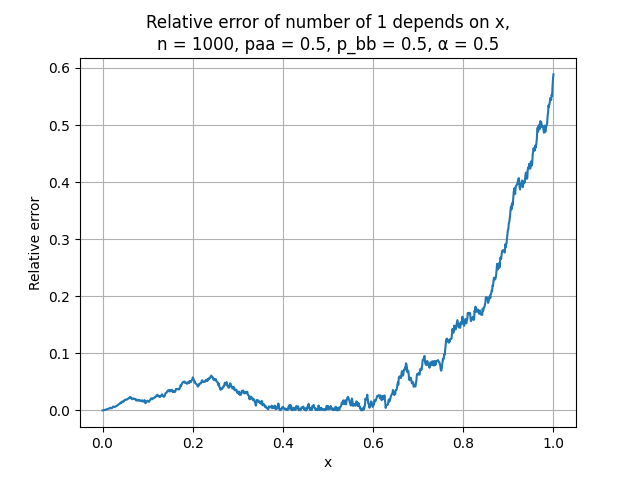 Relative error of number of 1 depends on x,
n = 1000, paa = 0.5, p_bb = 0.5, α = 0.5
0.6
0.5
0.4
0.3
0.2
0.1
0.0
Relative error
0.0 0.2 0.4 0.6 0.8 1.0
x